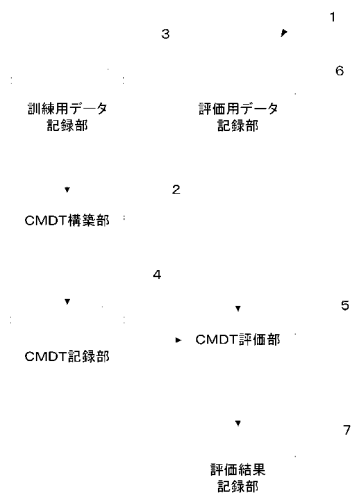 1
3
6
訓練用データ
記録部
評価用データ
記録部
2
CMDT構築部
4
5
CMDT記録部
CMDT評価部
7
評価結果
記録部